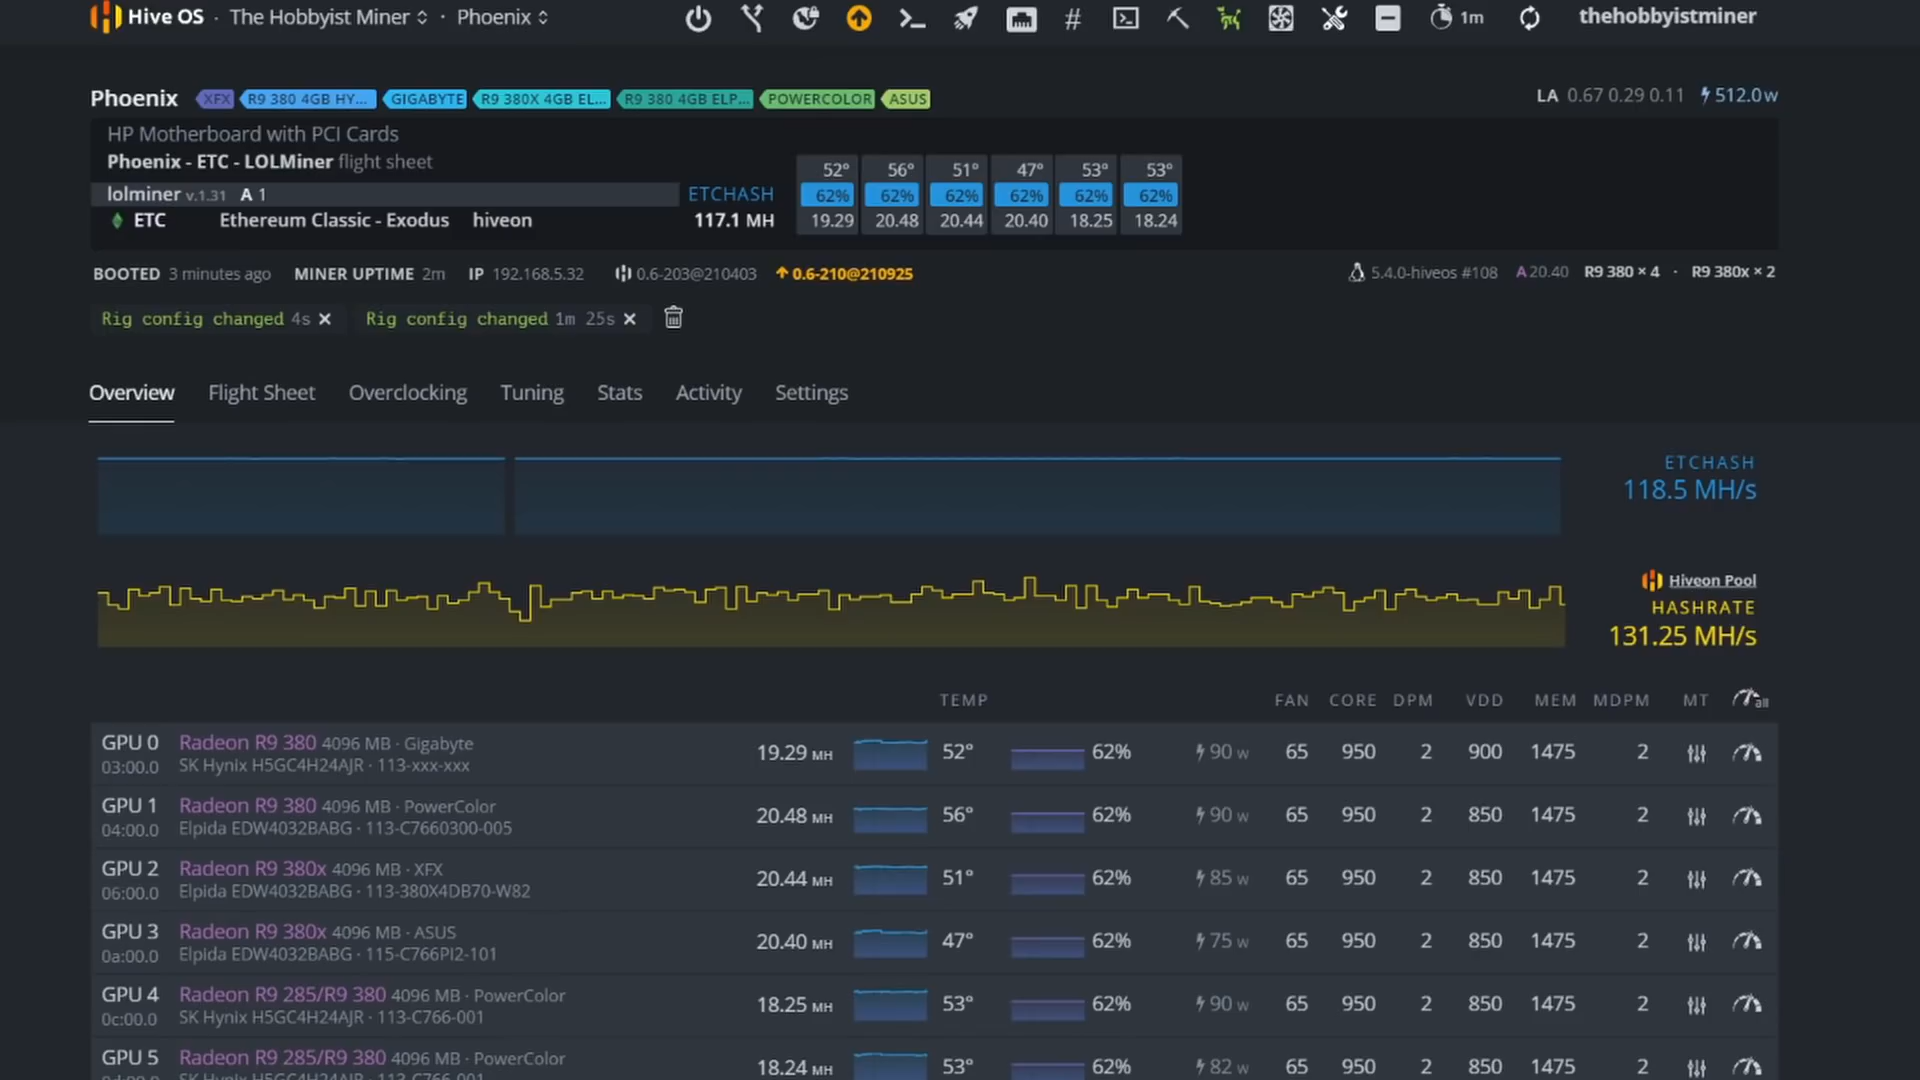 Hive OS · The Hobbyist Miner · Phoenix
1m
thehobbyistminer
Phoenix XFX R9 380 4GB HY... GIGABYTE R9 380X 4GB EL... R9 380 4GB ELP... POWERCOLOR ASUS
LA 0.67 0.29 0.11 512.0w
HP Motherboard with PCI Cards
Phoenix - ETC - LOLMiner flight sheet
52° 56° 51° 47° 53° 53°
lolminer v.1.31 A 1 ETCHASH
62% 62% 62% 62% 62% 62%
ETC Ethereum Classic - Exodus hiveon 117.1 MH
19.29 20.48 20.44 20.40 18.25 18.24
BOOTED 3 minutes ago MINER UPTIME 2m IP 192.168.5.32 0.6-203@210403 0.6-210@210925
5.4.0-hiveos #108 A 20.40 R9 380 × 4 · R9 380x × 2
Rig config changed 4s × Rig config changed 1m 25s ×
Overview Flight Sheet Overclocking Tuning Stats Activity Settings
ETCHASH
118.5 MH/s
Hiveon Pool
HASHRATE
131.25 MH/s
TEMP FAN CORE DPM VDD MEM MDPM MT all
GPU 0 Radeon R9 380 4096 MB · Gigabyte
03:00.0 SK Hynix H5GC4H24AJR · 113-xxx-xxx
19.29 MH 52° 62% 90 w 65 950 2 900 1475 2
GPU 1 Radeon R9 380 4096 MB · PowerColor
04:00.0 Elpida EDW4032BABG · 113-C7660300-005
20.48 MH 56° 62% 90 w 65 950 2 850 1475 2
GPU 2 Radeon R9 380x 4096 MB · XFX
06:00.0 Elpida EDW4032BABG · 113-380X4DB70-W82
20.44 MH 51° 62% 85 w 65 950 2 850 1475 2
GPU 3 Radeon R9 380x 4096 MB · ASUS
0a:00.0 Elpida EDW4032BABG · 115-C766PI2-101
20.40 MH 47° 62% 75 w 65 950 2 850 1475 2
GPU 4 Radeon R9 285/R9 380 4096 MB · PowerColor
0c:00.0 SK Hynix H5GC4H24AJR · 113-C766-001
18.25 MH 53° 62% 90 w 65 950 2 850 1475 2
GPU 5 Radeon R9 285/R9 380 4096 MB · PowerColor
18.24 MH 53° 62% 82 w 65 950 2 850 1475 2